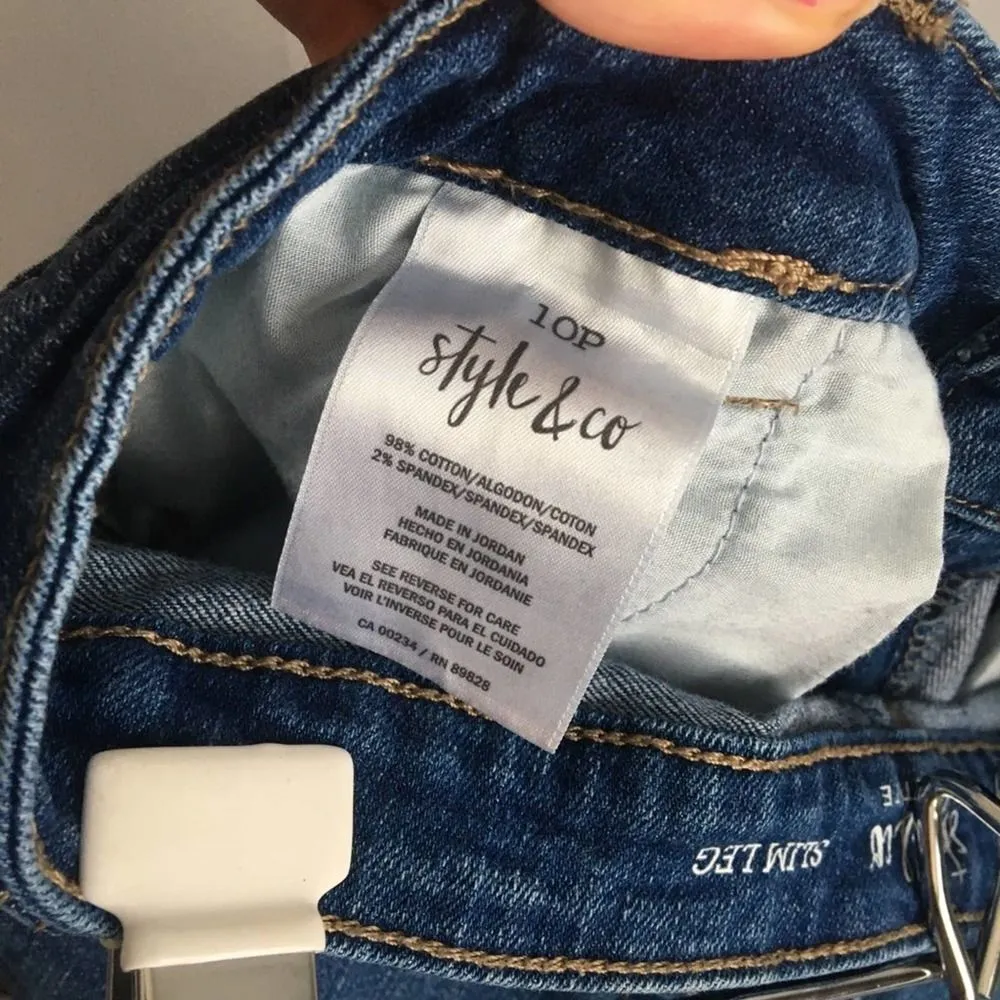 10P
style & co
98% COTTON/ALGODON/COTON
2% SPANDEX/SPANDEX/SPANDEX
MADE IN JORDAN
HECHO EN JORDANIA
FABRIQUE EN JORDANIE
SEE REVERSE FOR CARE
VEA EL REVERSO PARA EL CUIDADO
VOIR L'INVERSE POUR LE SOIN
CA 00234 / RN 89828
SLIM LEG